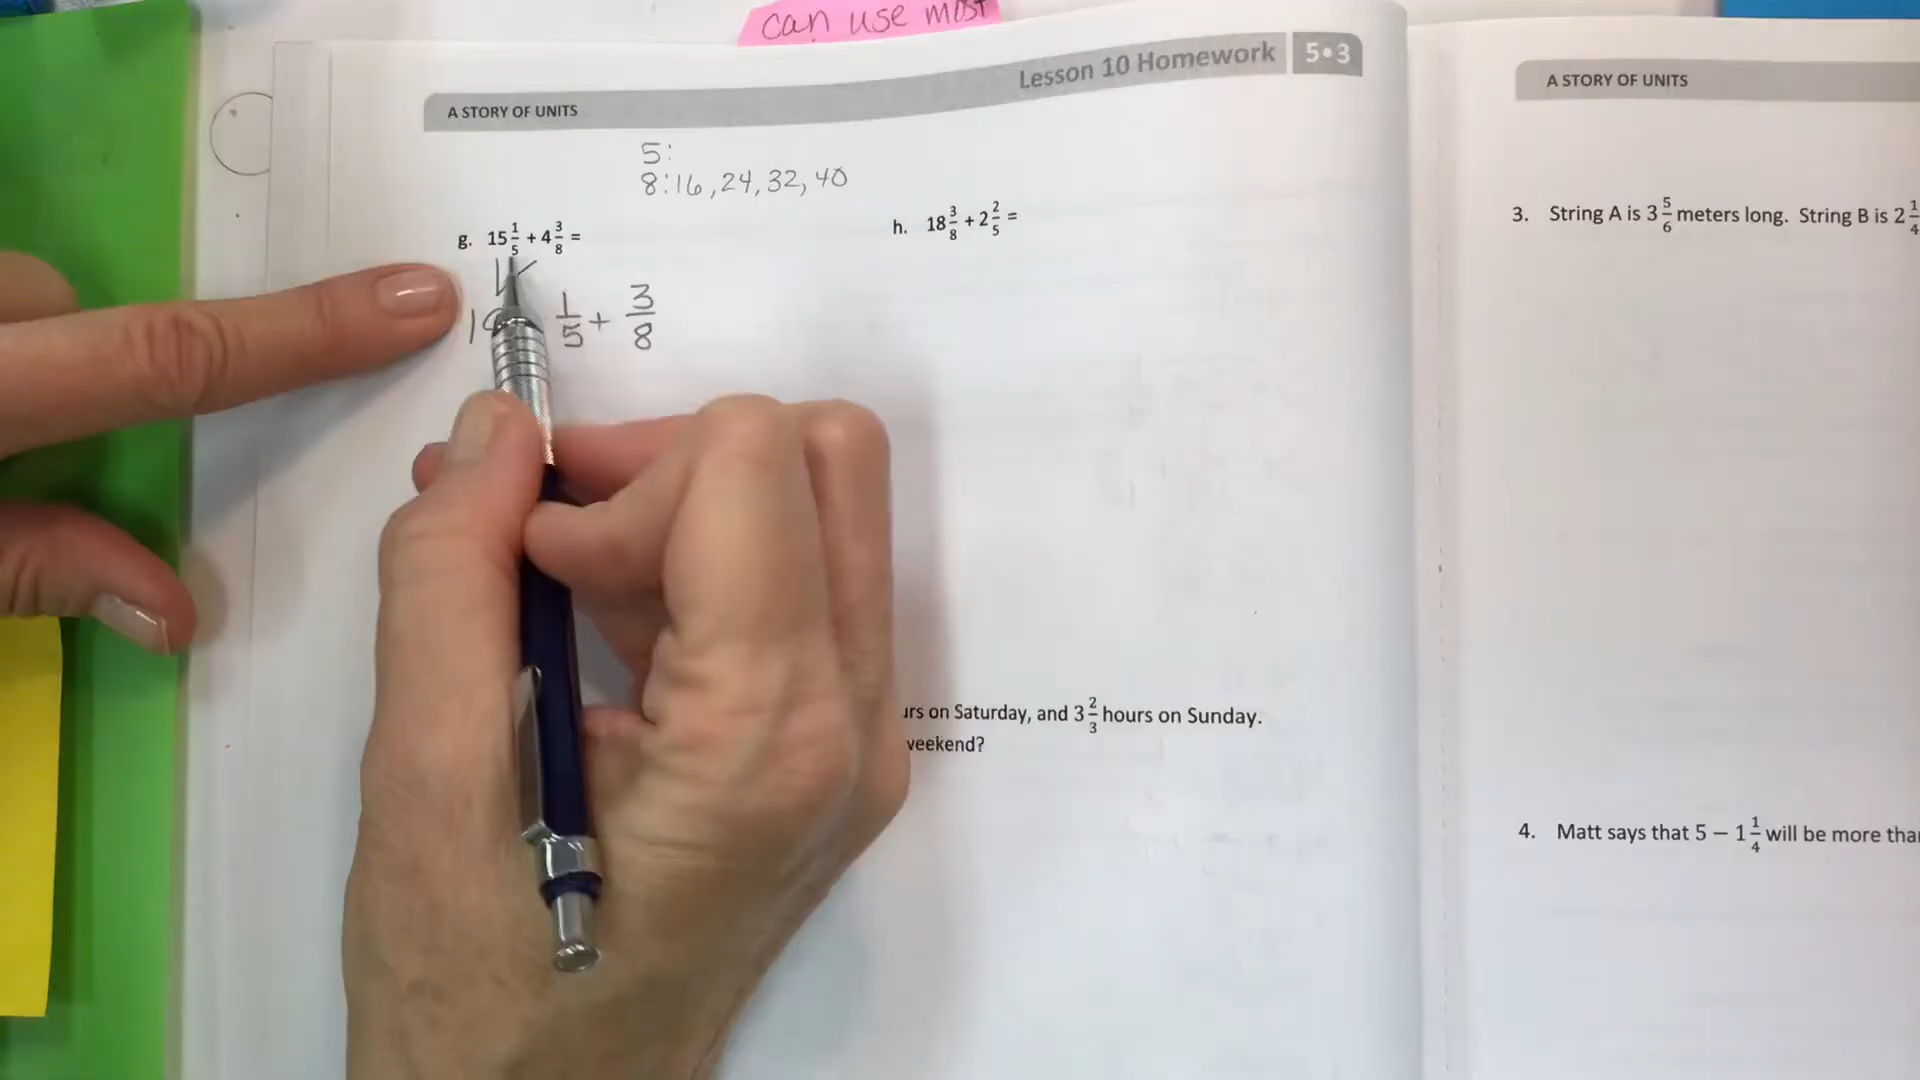 can use most
Lesson 10 Homework 5•3
A STORY OF UNITS
5:
8:16,24,32,40
g. 15 1/5 + 4 3/8 =
1/5 + 3/8
h. 18 3/8 + 2 2/5 =
on Saturday, and 3 2/3 hours on Sunday.
A STORY OF UNITS
3. String A is 3 5/6 meters long. String B is 2 1/4
4. Matt says that 5 – 1 1/4 will be more